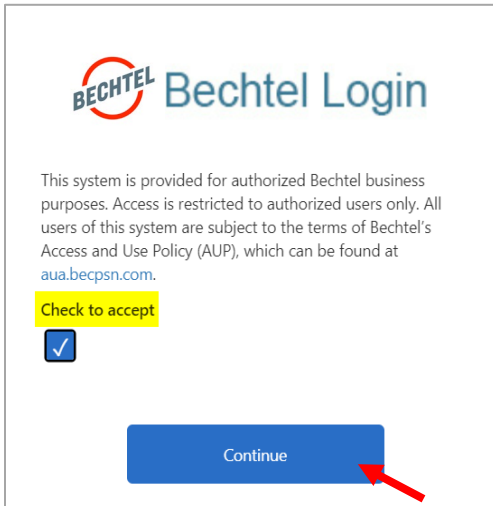 BECHTEL Bechtel Login
This system is provided for authorized Bechtel business
purposes. Access is restricted to authorized users only. All
users of this system are subject to the terms of Bechtel's
Access and Use Policy (AUP), which can be found at
aua.becpsn.com.
Check to accept
Continue